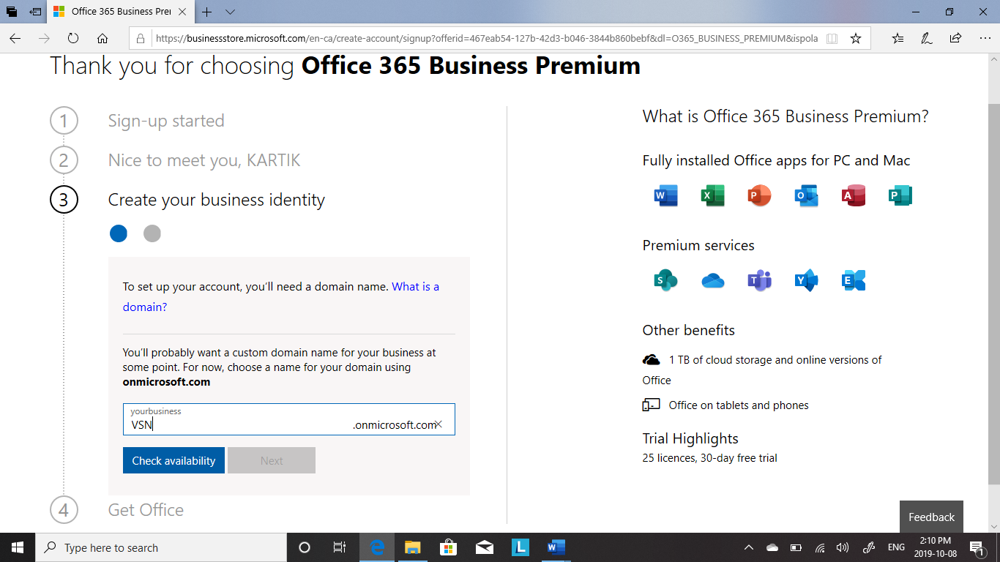 Office 365 Business Prei
https://businessstore.microsoft.com/en-ca/create-account/signup?offerid=467eab54-127b-42d3-b046-3844b860bebf&dl=O365_BUSINESS_PREMIUM&ispola
Thank you for choosing Office 365 Business Premium
1 Sign-up started
2 Nice to meet you, KARTIK
3 Create your business identity
To set up your account, you'll need a domain name. What is a
domain?
You'll probably want a custom domain name for your business at
some point. For now, choose a name for your domain using
onmicrosoft.com
yourbusiness
VSN .onmicrosoft.com
Check availability Next
4 Get Office
What is Office 365 Business Premium?
Fully installed Office apps for PC and Mac
W X P O A P
Premium services
S T Y E
Other benefits
1 TB of cloud storage and online versions of
Office
Office on tablets and phones
Trial Highlights
25 licences, 30-day free trial
Feedback
Type here to search
L
W
ENG
2:10 PM
2019-10-08
1